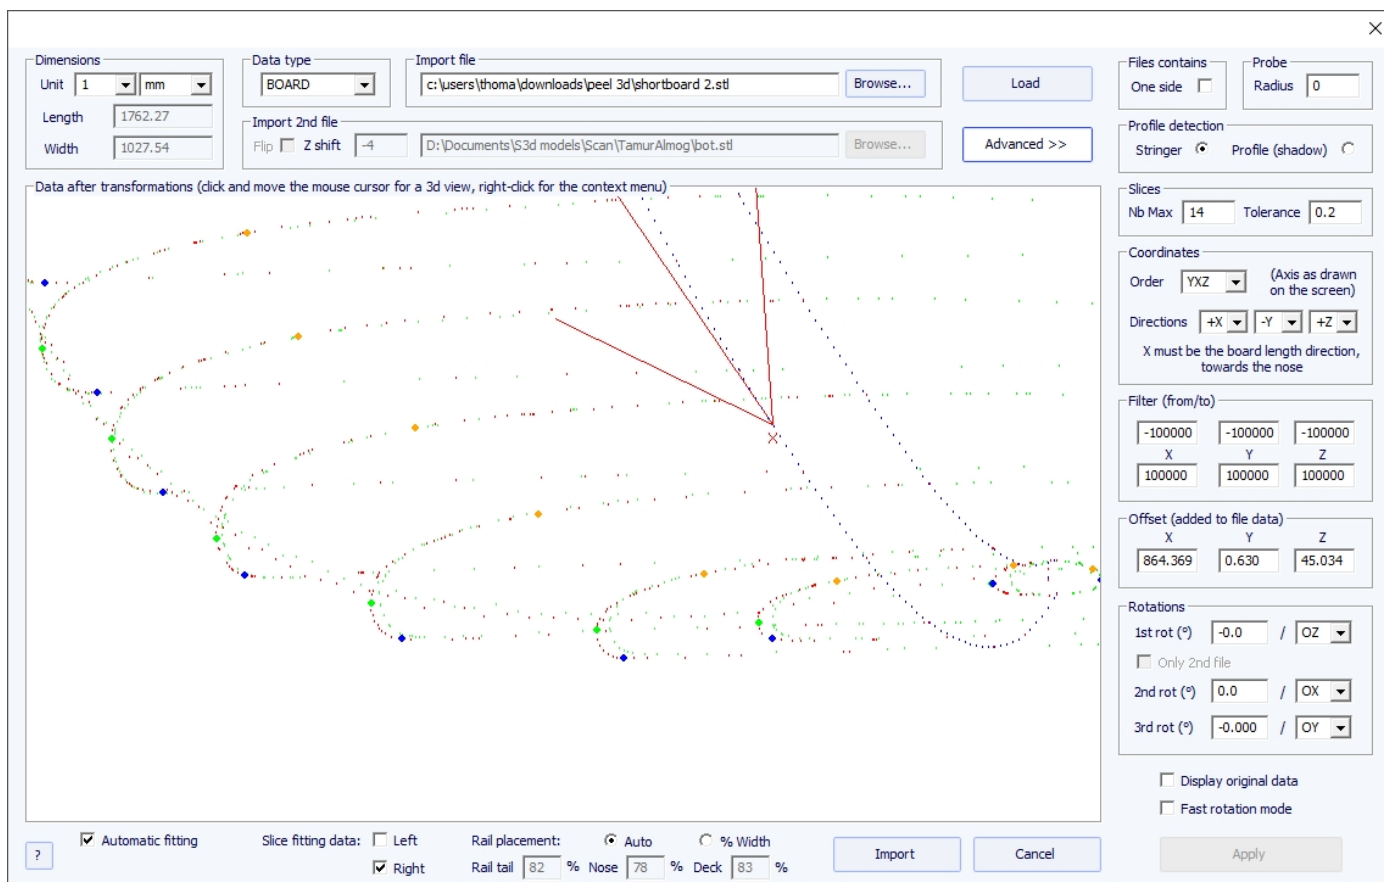 Dimensions
Unit 1 mm
Length 1762.27
Width 1027.54
Data type
BOARD
Import file
c:\users\thoma\downloads\peel 3d\shortboard 2.stl Browse...
Import 2nd file
Flip Z shift -4 D:\Documents\S3d models\Scan\TamurAlmog\bot.stl Browse...
Load
Advanced >>
Files contains
One side
Probe
Radius 0
Profile detection
Stringer Profile (shadow)
Data after transformations (click and move the mouse cursor for a 3d view, right-click for the context menu)
X
Slices
Nb Max 14 Tolerance 0.2
Coordinates
Order YXZ (Axis as drawn
on the screen)
Directions +X -Y +Z
X must be the board length direction,
towards the nose
Filter (from/to)
-100000 -100000 -100000
X Y Z
100000 100000 100000
Offset (added to file data)
X Y Z
864.369 0.630 45.034
Rotations
1st rot (°) -0.0 / OZ
Only 2nd file
2nd rot (°) 0.0 / OX
3rd rot (°) -0.000 / OY
Display original data
Fast rotation mode
? Automatic fitting
Slice fitting data: Left
Right
Rail placement: Auto % Width
Rail tail 82 % Nose 78 % Deck 83 %
Import Cancel Apply